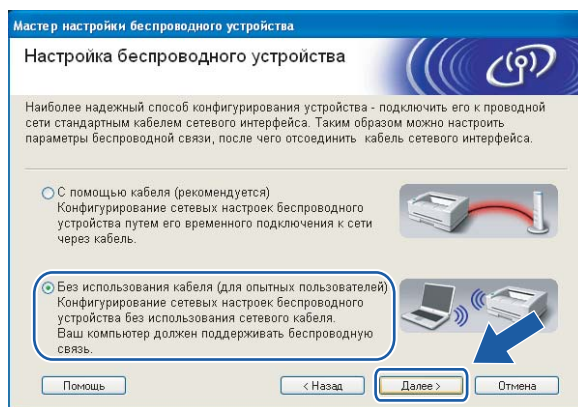 Мастер настройки беспроводного устройства
Настройка беспроводного устройства
Наиболее надежный способ конфигурирования устройства - подключить его к проводной
сети стандартным кабелем сетевого интерфейса. Таким образом можно настроить
параметры беспроводной связи, после чего отсоединить кабель сетевого интерфейса.
С помощью кабеля (рекомендуется)
Конфигурирование сетевых настроек беспроводного
устройства путем его временного подключения к сети
через кабель.
Без использования кабеля (для опытных пользователей)
Конфигурирование сетевых настроек беспроводного
устройства без использования сетевого кабеля.
Ваш компьютер должен поддерживать беспроводную
связь.
Помощь
< Назад
Далее >
Отмена